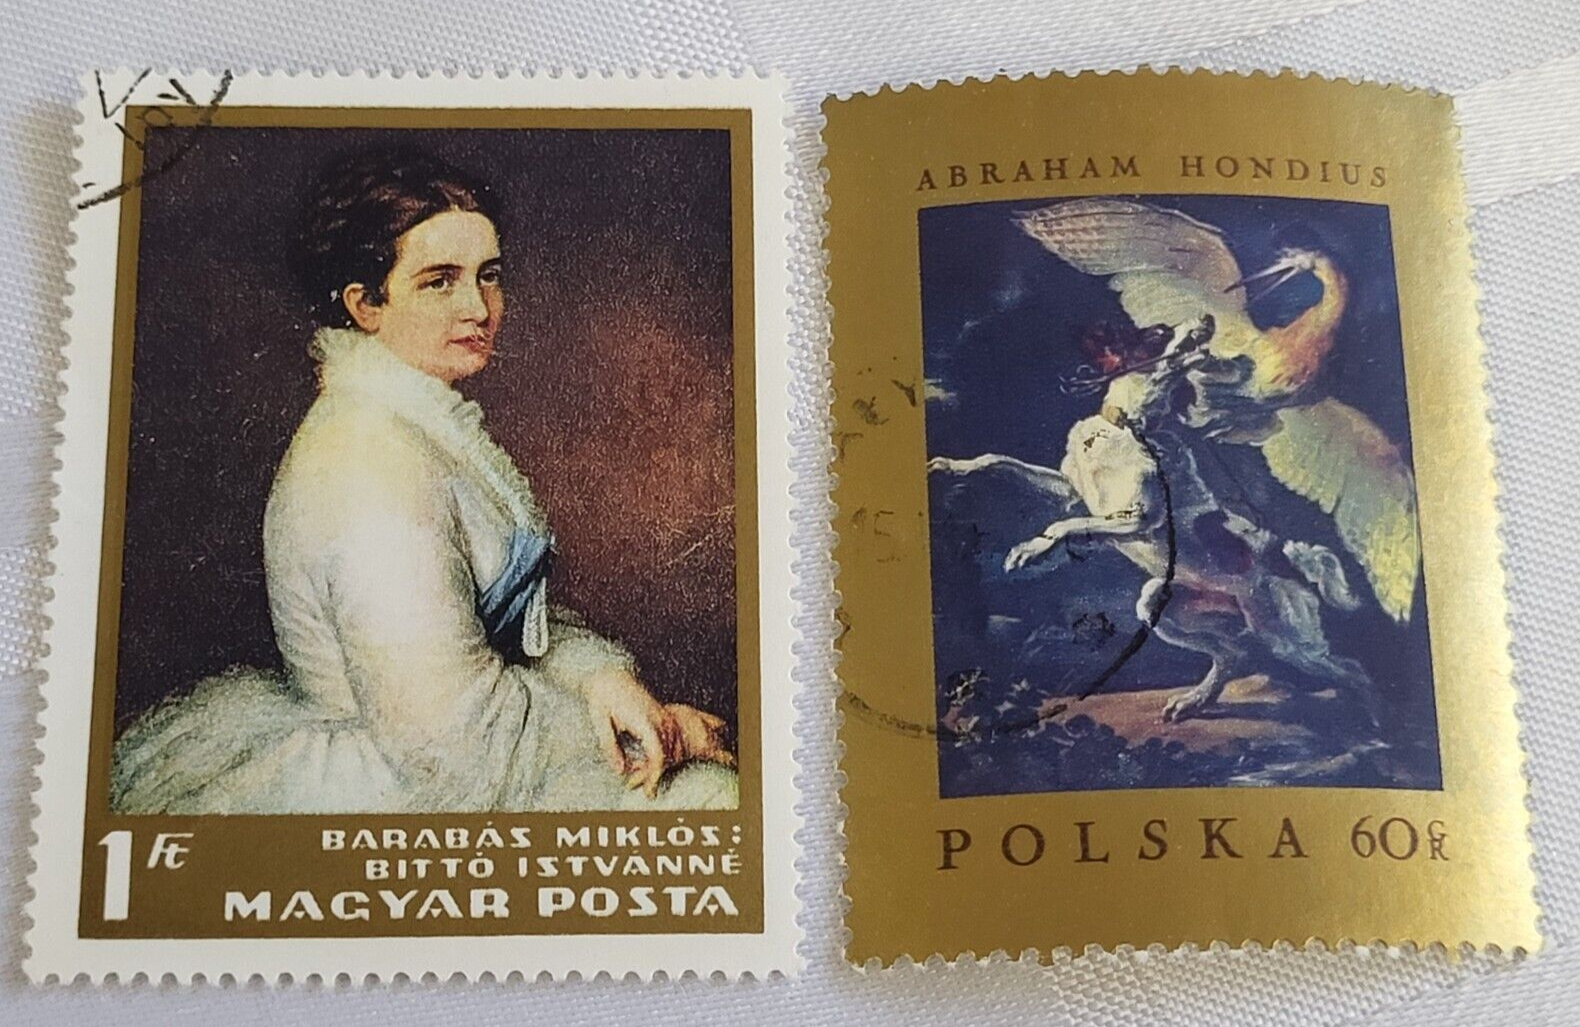 1 Ft
BARABÁS MIKLÓS:
BITTÓ ISTVÁNNÉ
MAGYAR POSTA
ABRAHAM HONDIUS
POLSKA 60 GR